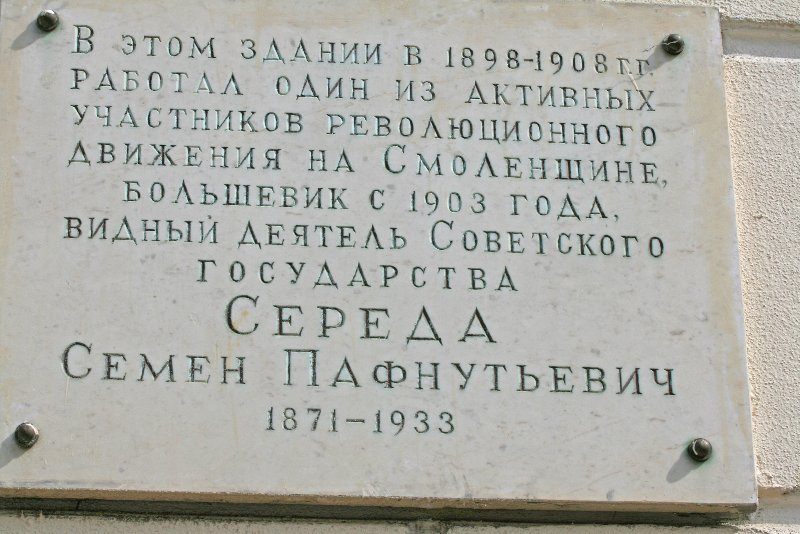 В этом здании в 1898-1908 г.г.
работал один из активных
участников революционного
движения на Смоленщине,
большевик с 1903 года,
видный деятель Советского
государства
Середа
Семен Пафнутьевич
1871-1933